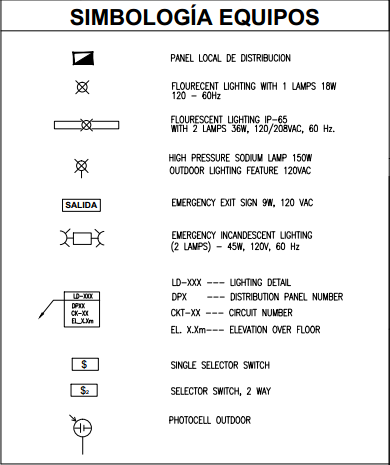 SIMBOLOGÍA EQUIPOS
PANEL LOCAL DE DISTRIBUCION
FLOURECENT LIGHTING WITH 1 LAMPS 18W
120 - 60Hz
FLOURESCENT LIGHTING IP-65
WITH 2 LAMPS 36W, 120/208VAC, 60 Hz.
HIGH PRESSURE SODIUM LAMP 150W
OUTDOOR LIGHTING FEATURE 120VAC
SALIDA
EMERGENCY EXIT SIGN 9W, 120 VAC
EMERGENCY INCANDESCENT LIGHTING
(2 LAMPS) - 45W, 120V, 60 Hz
LD-XXX
DPXX
CK-XX
EL_X.Xm
LD-XXX --- LIGHTING DETAIL
DPX --- DISTRIBUTION PANEL NUMBER
CKT-XX --- CIRCUIT NUMBER
EL. X.Xm--- ELEVATION OVER FLOOR
$
SINGLE SELECTOR SWITCH
$2
SELECTOR SWITCH, 2 WAY
PHOTOCELL OUTDOOR